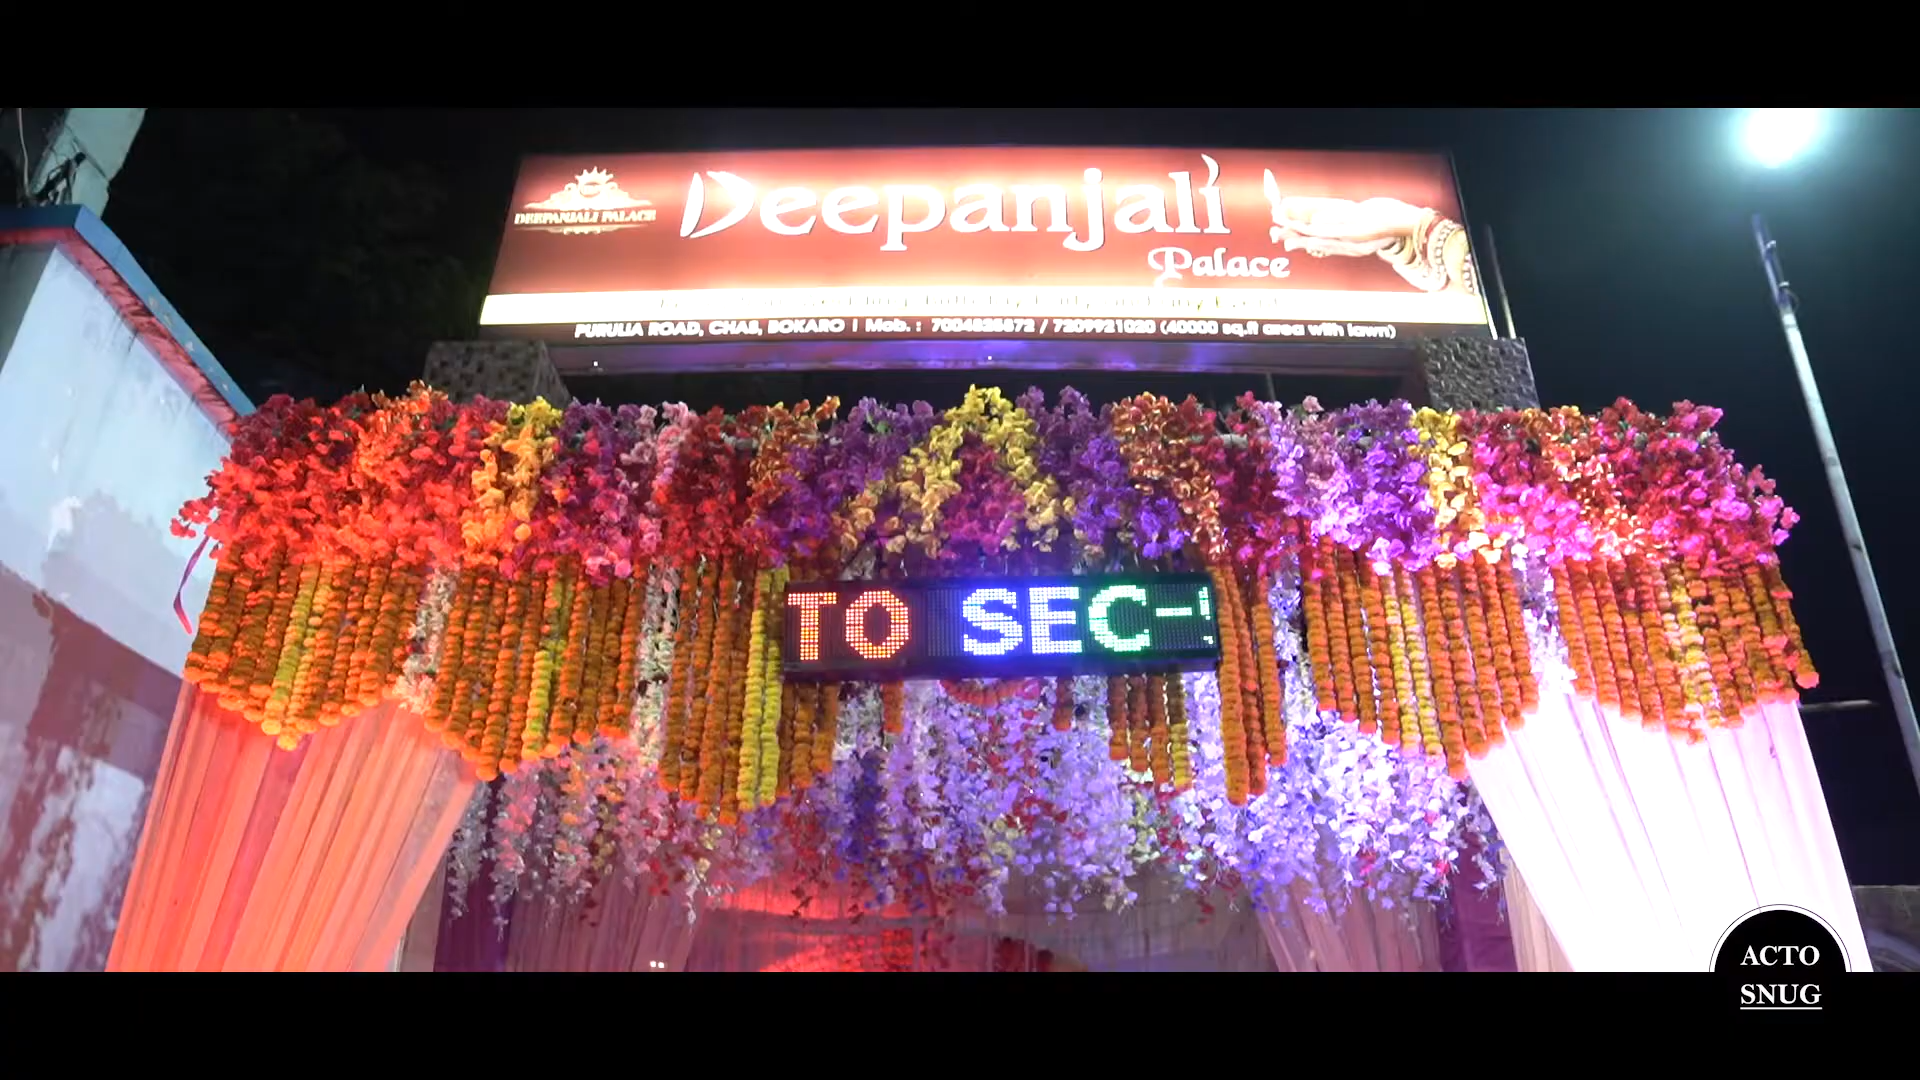 DEEPANJALI PALACE
Deepanjali
Palace
PURULIA ROAD, CHAS, BOKARO | Mob. : 7004828872 / 7209921020 (40000 sq.ft area with lawn)
TO SEC-
ACTO
SNUG